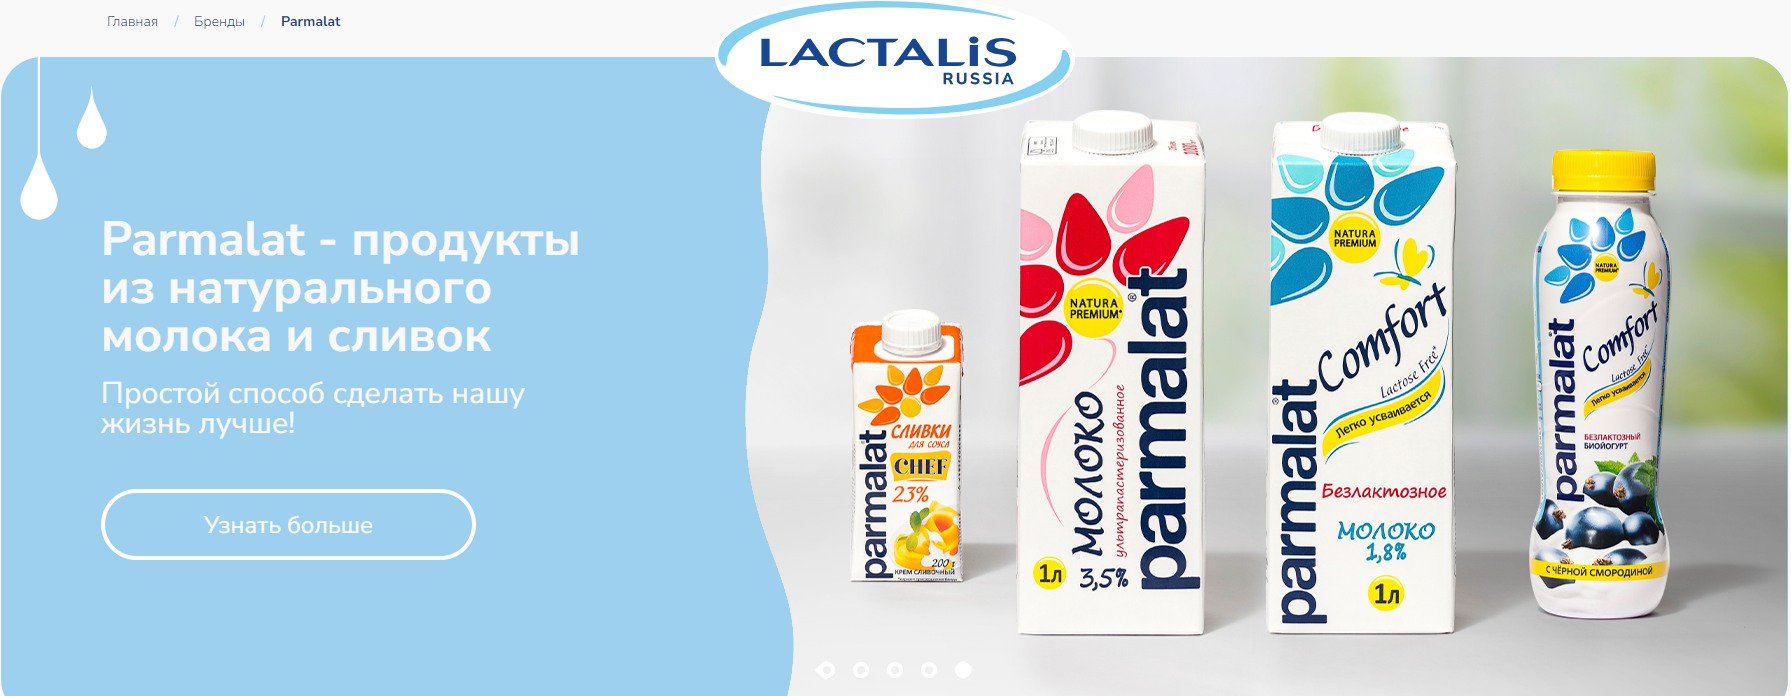 Главная / Бренды / Parmalat
LACTALiS
RUSSIA
Parmalat - продукты
из натурального
молока и сливок
Простой способ сделать нашу
жизнь лучше!
Узнать больше
СЛИВКИ
ДЛЯ СОУСА
CHEF
23%
parmalat
200 г
КРЕМ СЛИВОЧНЫЙ
NATURA
PREMIUM*
parmalat®
МОЛОКО
ультрапастеризованное
1л
3,5%
NATURA
PREMIUM
Comfort
Lactose Free*
Легко усваивается
parmalat®
Безлактозное
МОЛОКО
1,8%
1л
NATURA
PREMIUM*
Comfort
Lactose Free*
Легко усваивается
parmalat
БЕЗЛАКТОЗНЫЙ
БИОЙОГУРТ
С ЧЁРНОЙ СМОРОДИНОЙ